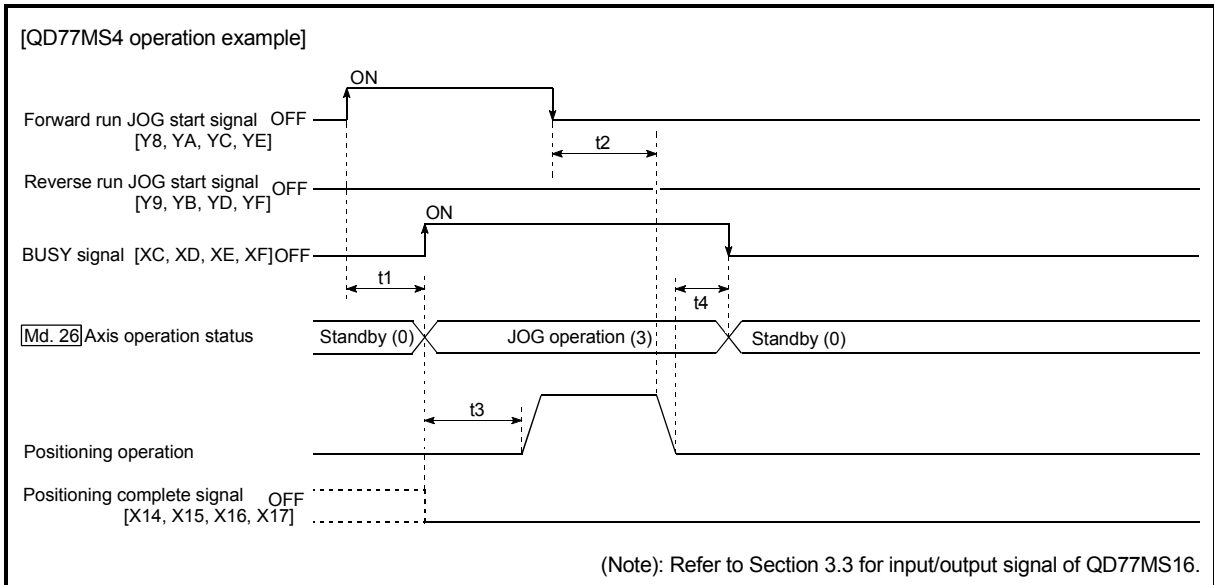 [QD77MS4 operation example]
ON
Forward run JOG start signal OFF
[Y8, YA, YC, YE]
t2
Reverse run JOG start signal OFF
[Y9, YB, YD, YF]
ON
BUSY signal [XC, XD, XE, XF] OFF
t1
t4
Md. 26 Axis operation status Standby (0) JOG operation (3) Standby (0)
t3
Positioning operation
Positioning complete signal OFF
[X14, X15, X16, X17]
(Note): Refer to Section 3.3 for input/output signal of QD77MS16.